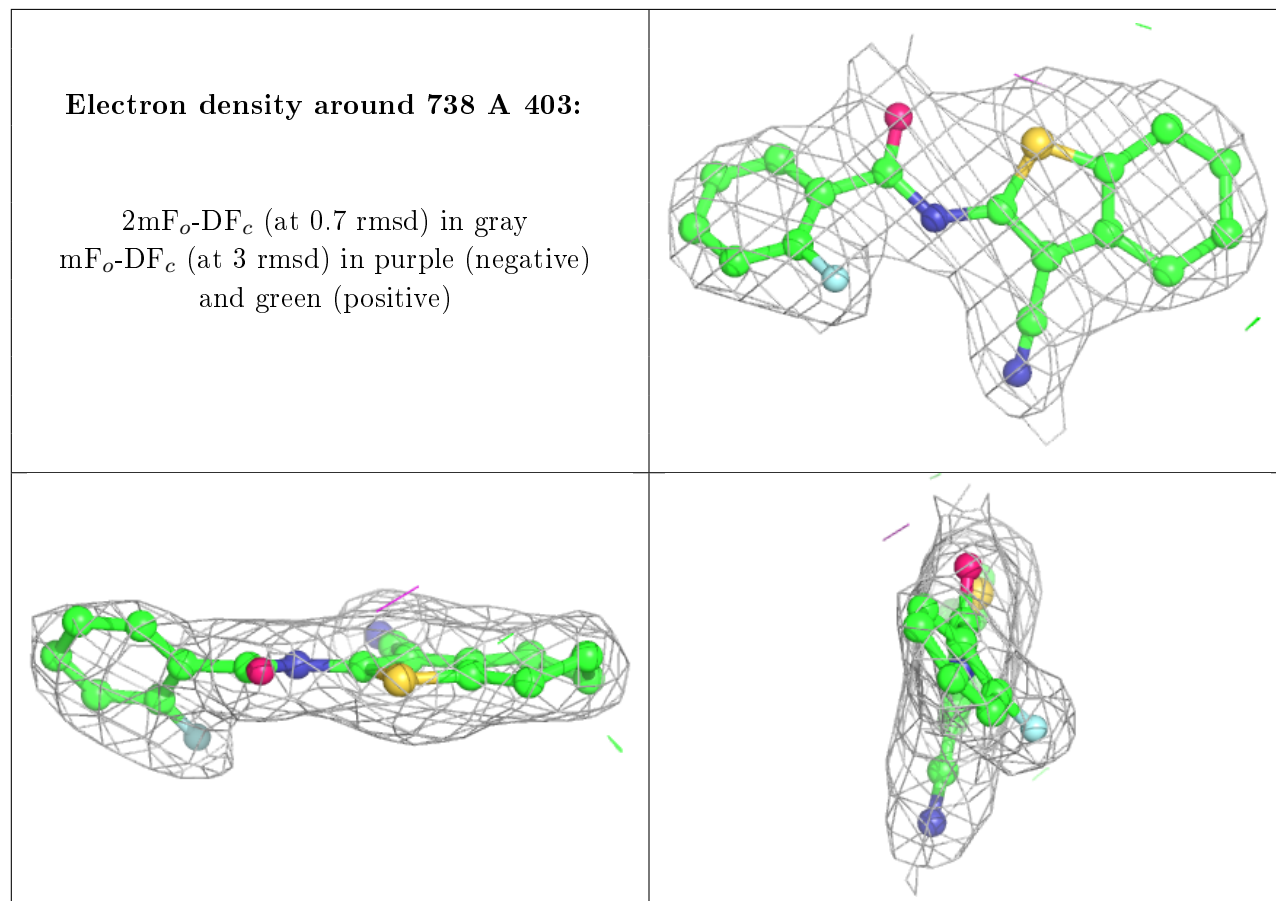 Electron density around 738 A 403:
2mFo-DFc (at 0.7 rmsd) in gray
mFo-DFc (at 3 rmsd) in purple (negative)
and green (positive)